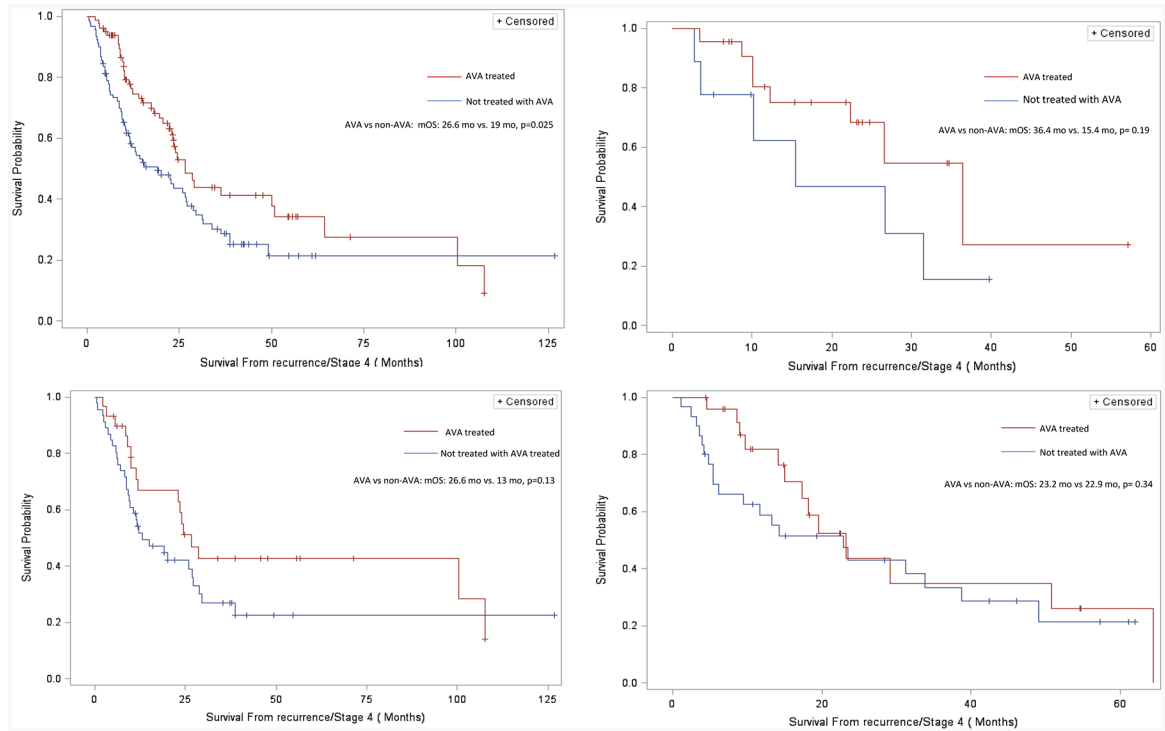 + Censored
AVA treated
Not treated with AVA
AVA vs non-AVA: mOS: 26.6 mo vs. 19 mo, p=0.025
Survival Probability
1.0
0.8
0.6
0.4
0.2
0.0
0 25 50 75 100 125
Survival From recurrence/Stage 4 ( Months)
+ Censored
AVA treated
Not treated with AVA
AVA vs non-AVA: mOS: 36.4 mo vs. 15.4 mo, p= 0.19
Survival Probability
1.0
0.8
0.6
0.4
0.2
0.0
0 10 20 30 40 50 60
Survival From recurrence/Stage 4 ( Months)
+ Censored
AVA treated
Not treated with AVA treated
AVA vs non-AVA: mOS: 26.6 mo vs. 13 mo, p=0.13
Survival Probability
1.0
0.8
0.6
0.4
0.2
0.0
0 25 50 75 100 125
Survival From recurrence/Stage 4 ( Months)
+ Censored
AVA treated
Not treated with AVA
AVA vs non-AVA: mOS: 23.2 mo vs 22.9 mo, p= 0.34
Survival Probability
1.0
0.8
0.6
0.4
0.2
0.0
0 20 40 60
Survival From recurrence/Stage 4 ( Months)